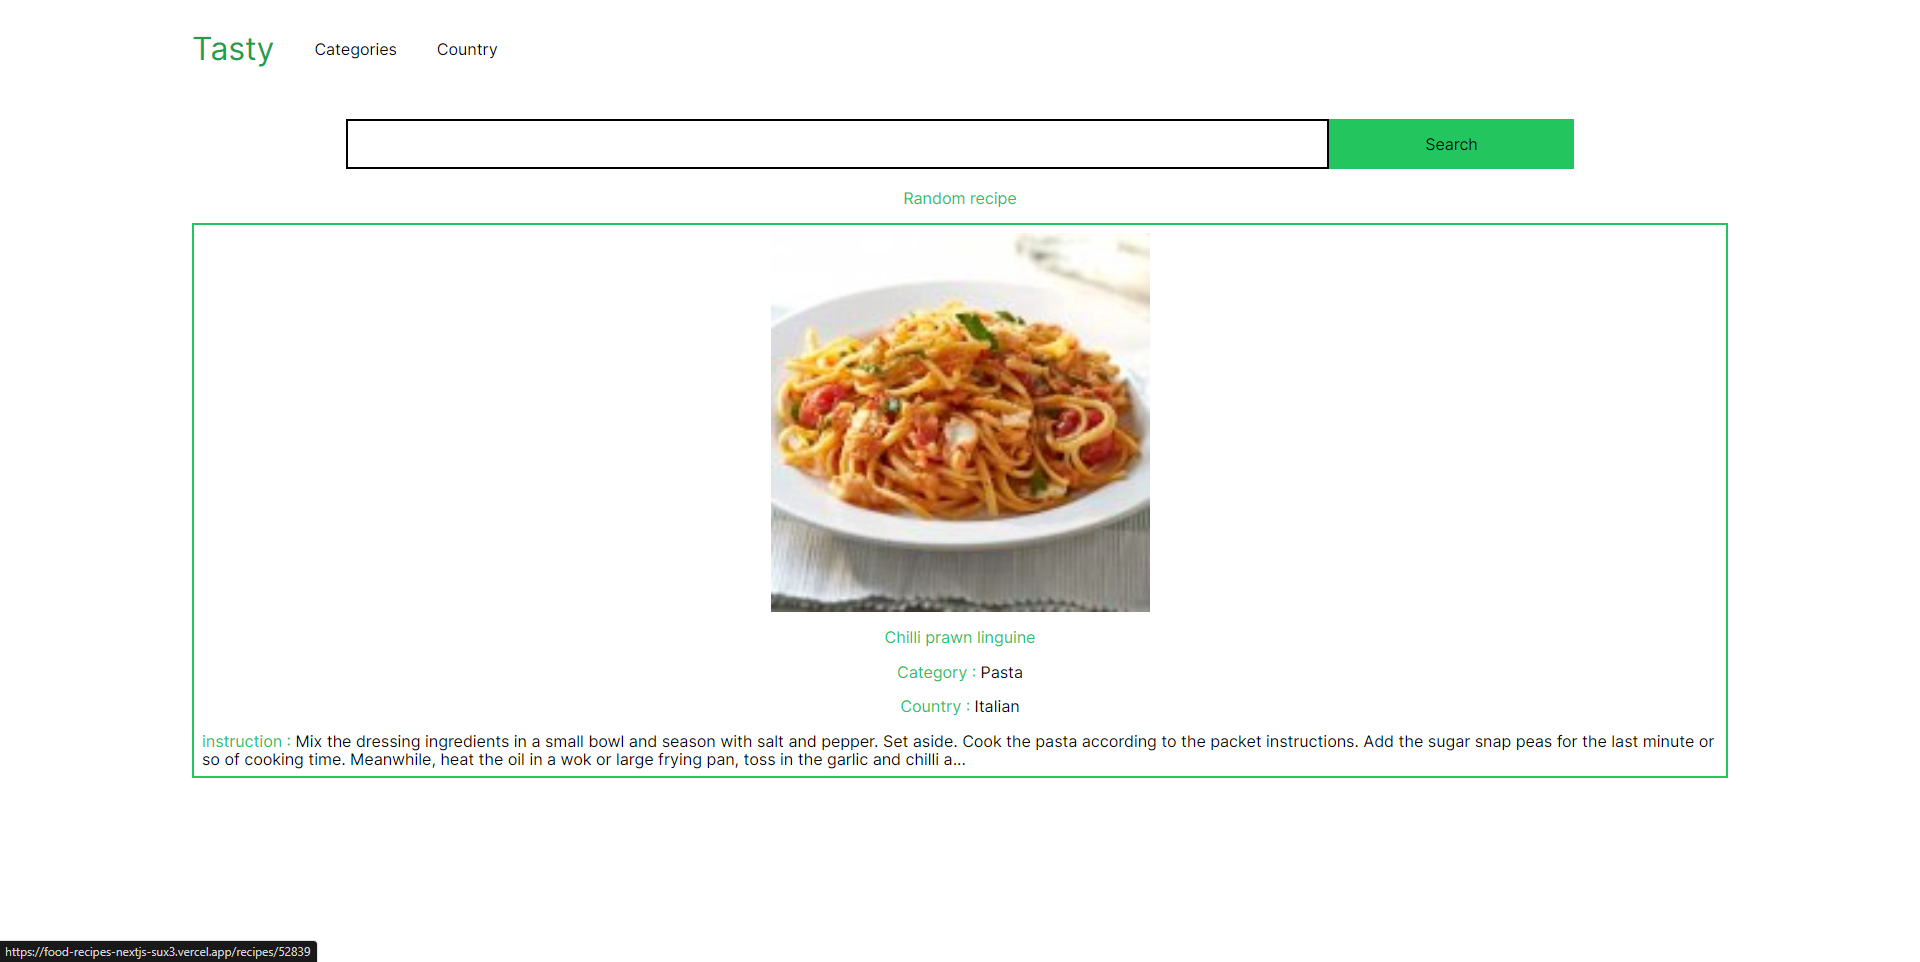 Tasty Categories Country
Search
Random recipe
Chilli prawn linguine
Category : Pasta
Country : Italian
instruction : Mix the dressing ingredients in a small bowl and season with salt and pepper. Set aside. Cook the pasta according to the packet instructions. Add the sugar snap peas for the last minute or
so of cooking time. Meanwhile, heat the oil in a wok or large frying pan, toss in the garlic and chilli a...
https://food-recipes-nextjs-sux3.vercel.app/recipes/52839